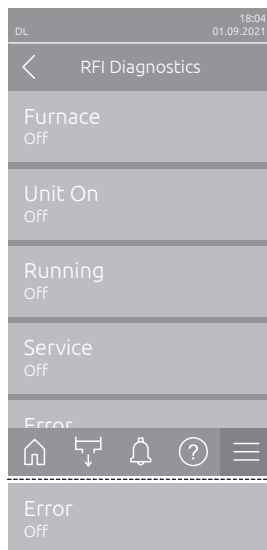 18:04
DL 01.09.2021
RFI Diagnostics
Furnace
Off
Unit On
Off
Running
Off
Service
Off
Error
?
Error
Off